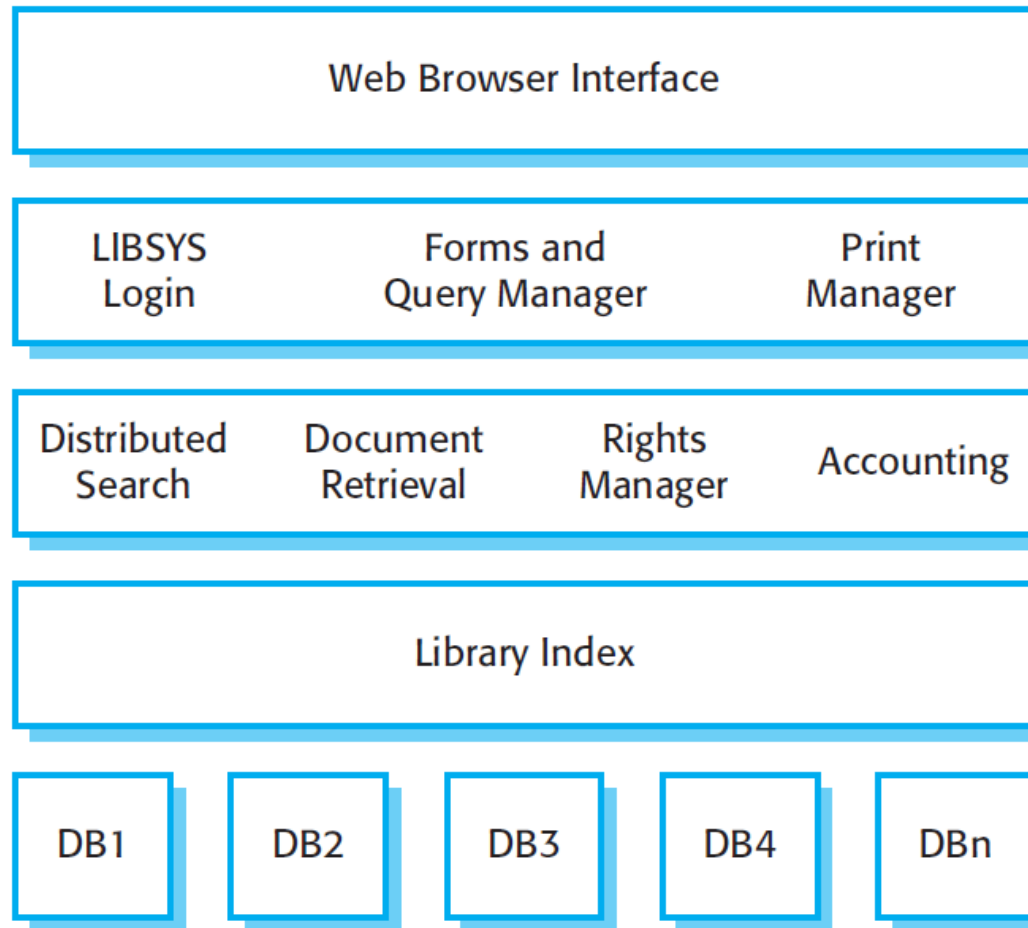 Web Browser Interface
LIBSYS
Login
Forms and
Query Manager
Print
Manager
Distributed
Search
Document
Retrieval
Rights
Manager
Accounting
Library Index
DB1
DB2
DB3
DB4
DBn